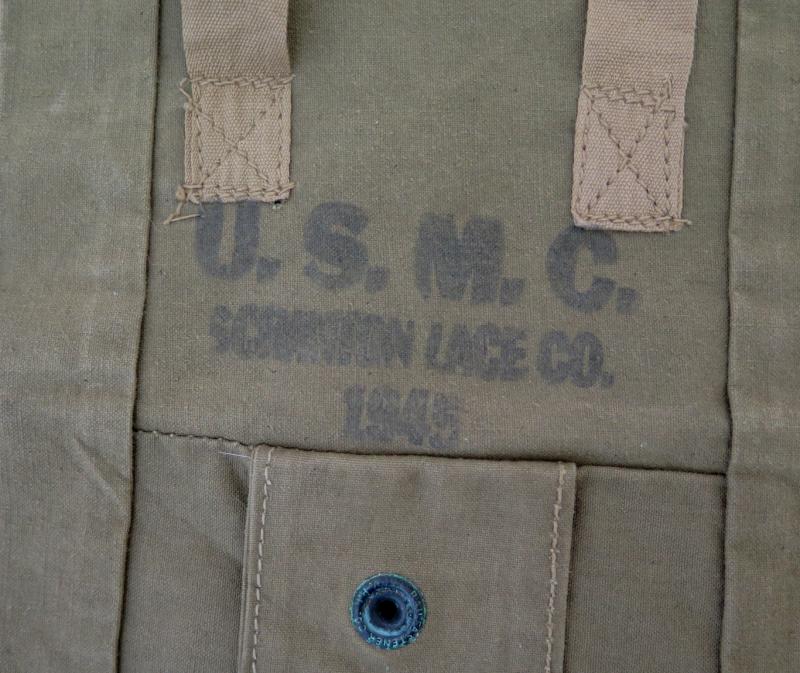 U. S. M. C.
SCRANTON LACE CO.
1945